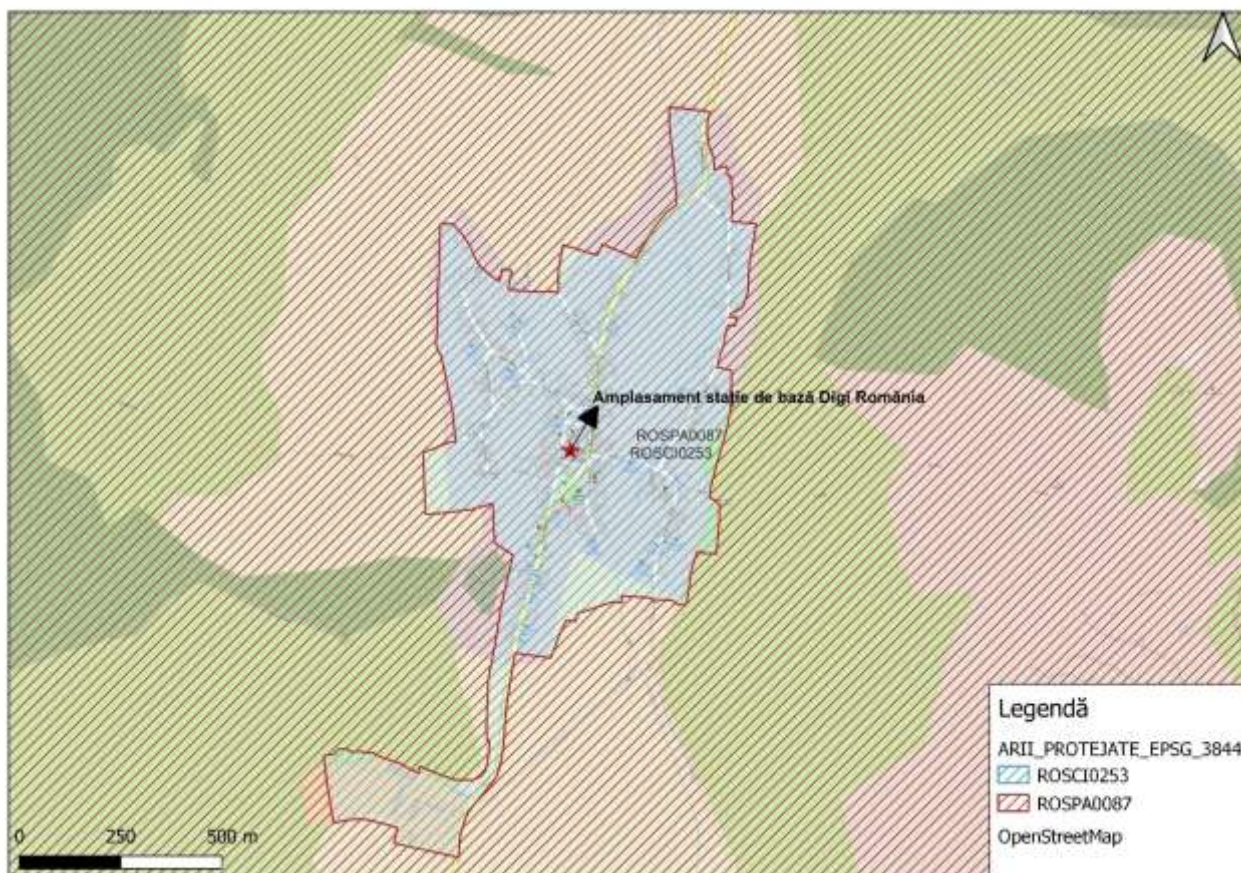 Amplasament stație de bază Digi România
ROSPA0087
ROSCI0253
Legendă
ARII_PROTEJATE_EPSG_3844
ROSCI0253
ROSPA0087
OpenStreetMap
0 250 500 m